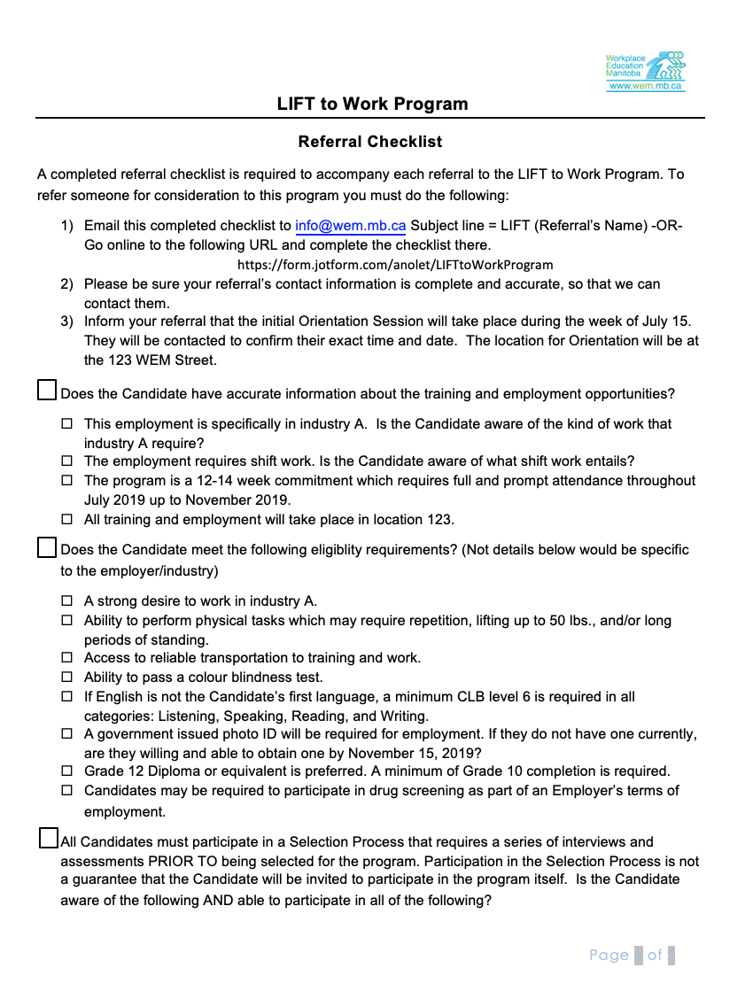 Workplace
Education
Manitoba
www.wem.mb.ca
LIFT to Work Program
Referral Checklist
A completed referral checklist is required to accompany each referral to the LIFT to Work Program. To
refer someone for consideration to this program you must do the following:
1) Email this completed checklist to info@wem.mb.ca Subject line = LIFT (Referral's Name) -OR-
Go online to the following URL and complete the checklist there.
https://form.jotform.com/anolet/LIFTtoWorkProgram
2) Please be sure your referral's contact information is complete and accurate, so that we can
contact them.
3) Inform your referral that the initial Orientation Session will take place during the week of July 15.
They will be contacted to confirm their exact time and date. The location for Orientation will be at
the 123 WEM Street.
☐ Does the Candidate have accurate information about the training and employment opportunities?
☐ This employment is specifically in industry A. Is the Candidate aware of the kind of work that
industry A require?
☐ The employment requires shift work. Is the Candidate aware of what shift work entails?
☐ The program is a 12-14 week commitment which requires full and prompt attendance throughout
July 2019 up to November 2019.
☐ All training and employment will take place in location 123.
☐ Does the Candidate meet the following eligiblity requirements? (Not details below would be specific
to the employer/industry)
☐ A strong desire to work in industry A.
☐ Ability to perform physical tasks which may require repetition, lifting up to 50 lbs., and/or long
periods of standing.
☐ Access to reliable transportation to training and work.
☐ Ability to pass a colour blindness test.
☐ If English is not the Candidate's first language, a minimum CLB level 6 is required in all
categories: Listening, Speaking, Reading, and Writing.
☐ A government issued photo ID will be required for employment. If they do not have one currently,
are they willing and able to obtain one by November 15, 2019?
☐ Grade 12 Diploma or equivalent is preferred. A minimum of Grade 10 completion is required.
☐ Candidates may be required to participate in drug screening as part of an Employer's terms of
employment.
☐ All Candidates must participate in a Selection Process that requires a series of interviews and
assessments PRIOR TO being selected for the program. Participation in the Selection Process is not
a guarantee that the Candidate will be invited to participate in the program itself. Is the Candidate
aware of the following AND able to participate in all of the following?
Page of